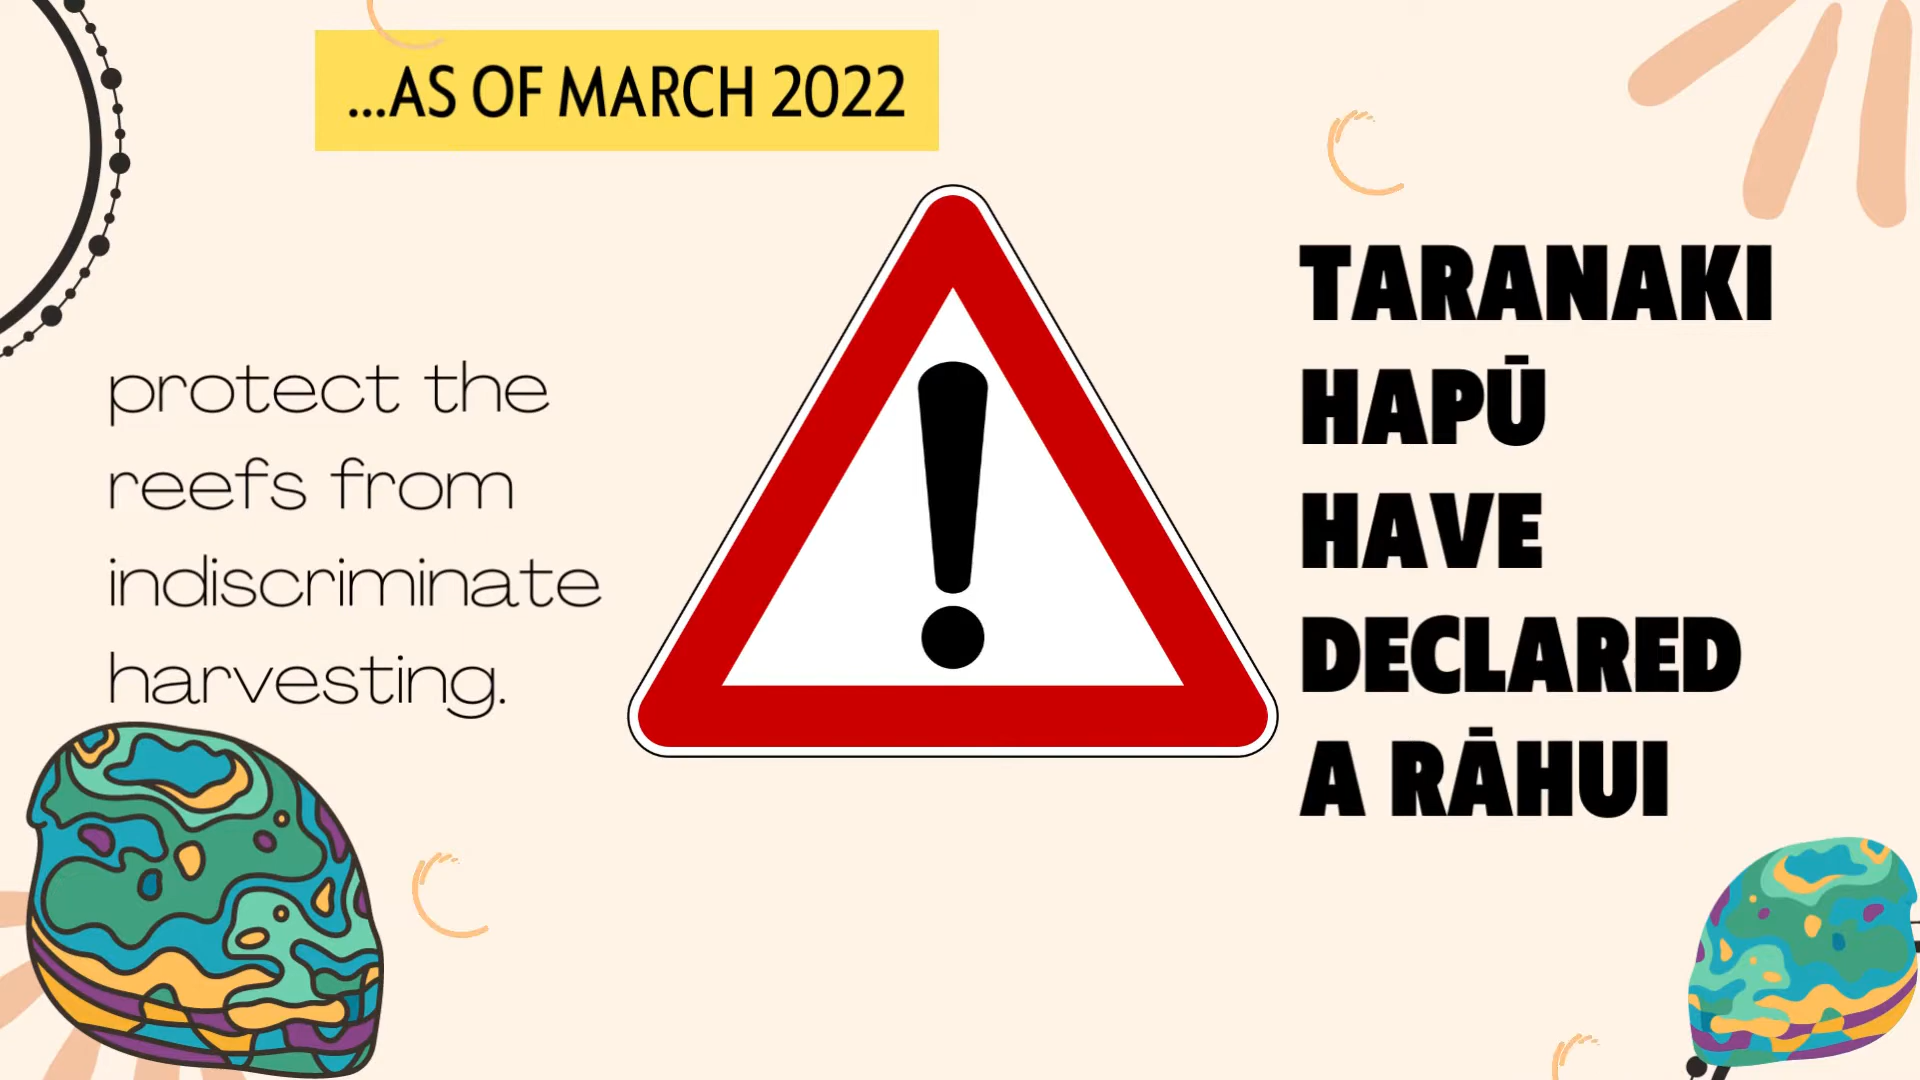 ...AS OF MARCH 2022
protect the
reefs from
indiscriminate
harvesting.
TARANAKI
HAPŪ
HAVE
DECLARED
A RĀHUI